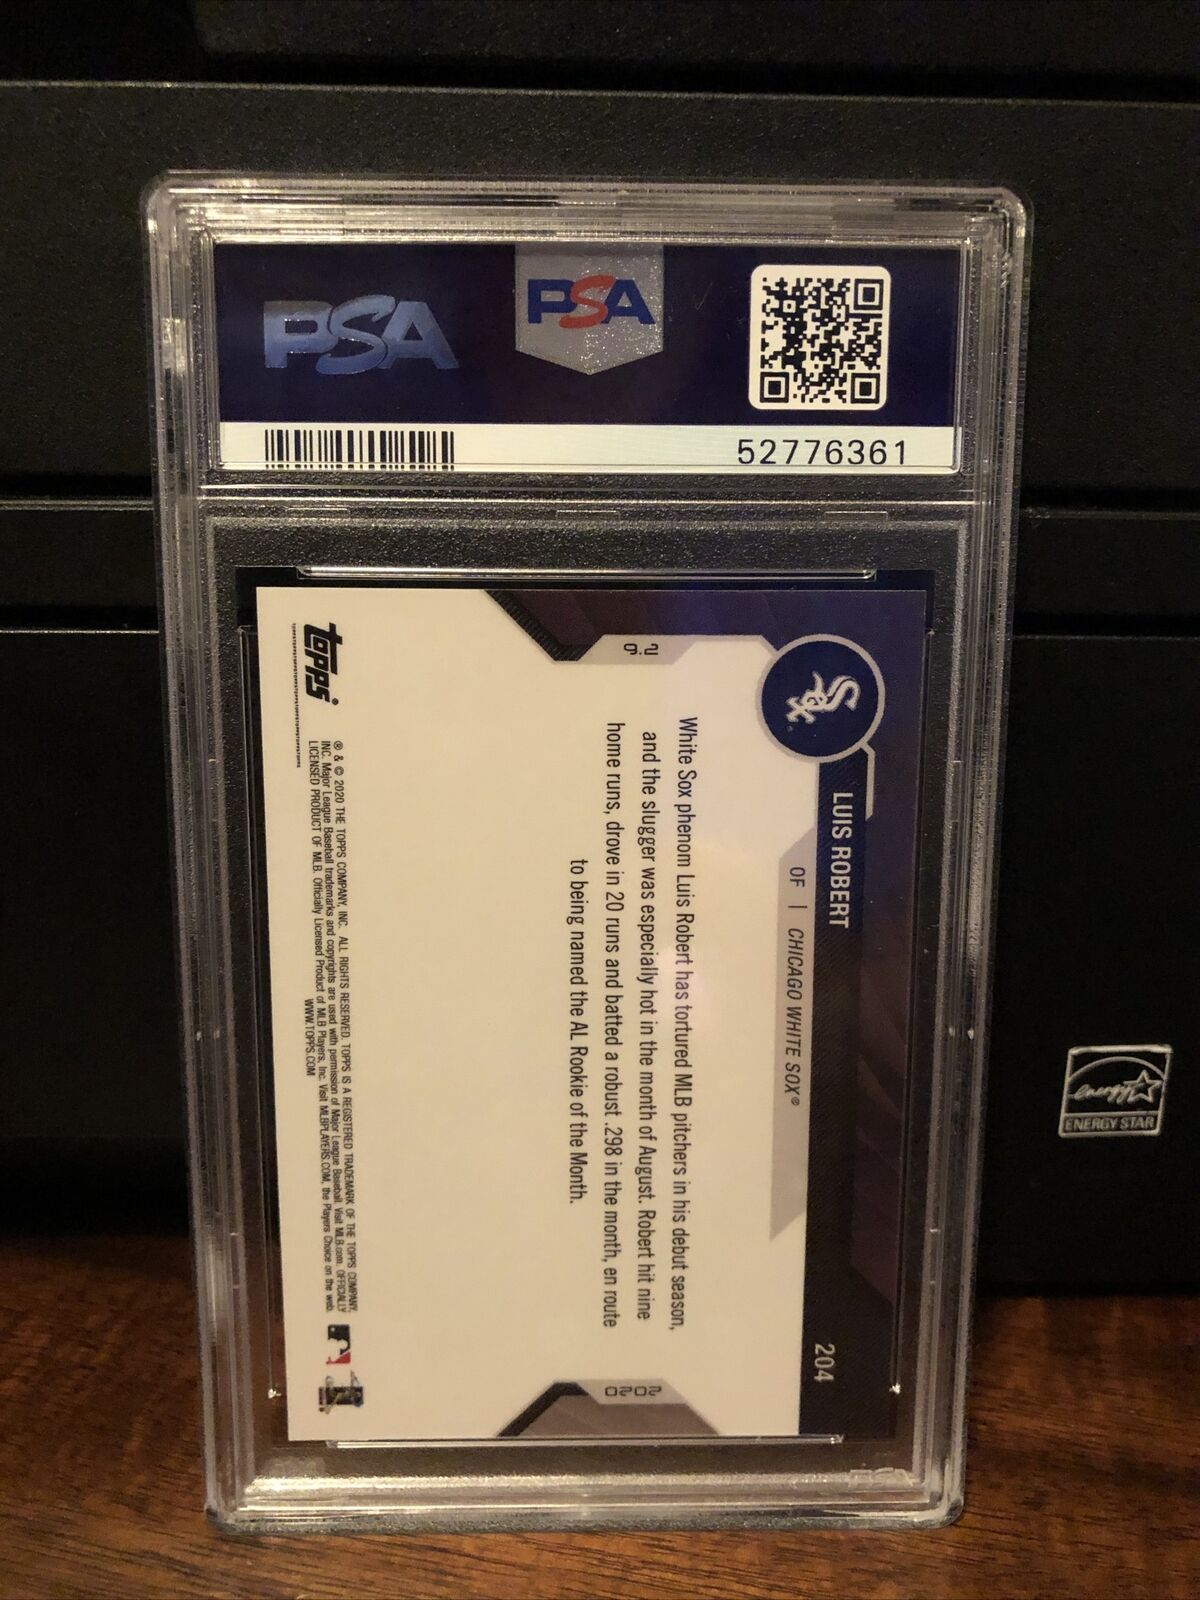 PSA
PSA
52776361
9.2
LUIS ROBERT
OF | CHICAGO WHITE SOX®
204
White Sox phenom Luis Robert has tortured MLB pitchers in his debut season,
and the slugger was especially hot in the month of August. Robert hit nine
home runs, drove in 20 runs and batted a robust .298 in the month, en route
to being named the AL Rookie of the Month.
2020
topps®
® & © 2020 THE TOPPS COMPANY, INC. ALL RIGHTS RESERVED. TOPPS IS A REGISTERED TRADEMARK OF THE TOPPS COMPANY,
INC. Major League Baseball trademarks and copyrights are used with permission of Major League Baseball. Visit MLB.com. OFFICIALLY
LICENSED PRODUCT OF MLB. Officially Licensed Product of MLB Players, Inc. Visit MLBPLAYERS.COM, the Players Choice on the web.
WWW.TOPPS.COM
energy
ENERGY STAR